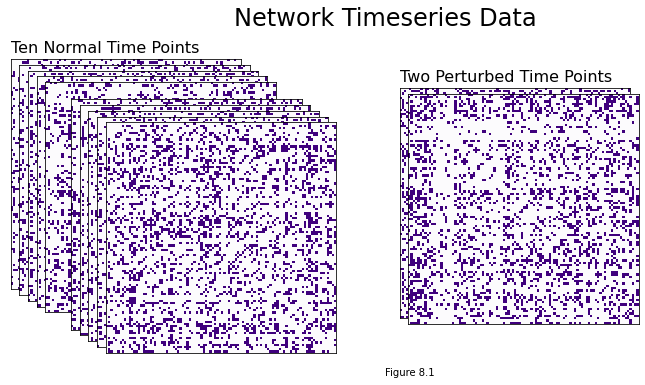 Network Timeseries Data
Ten Normal Time Points
Two Perturbed Time Points
Figure 8.1